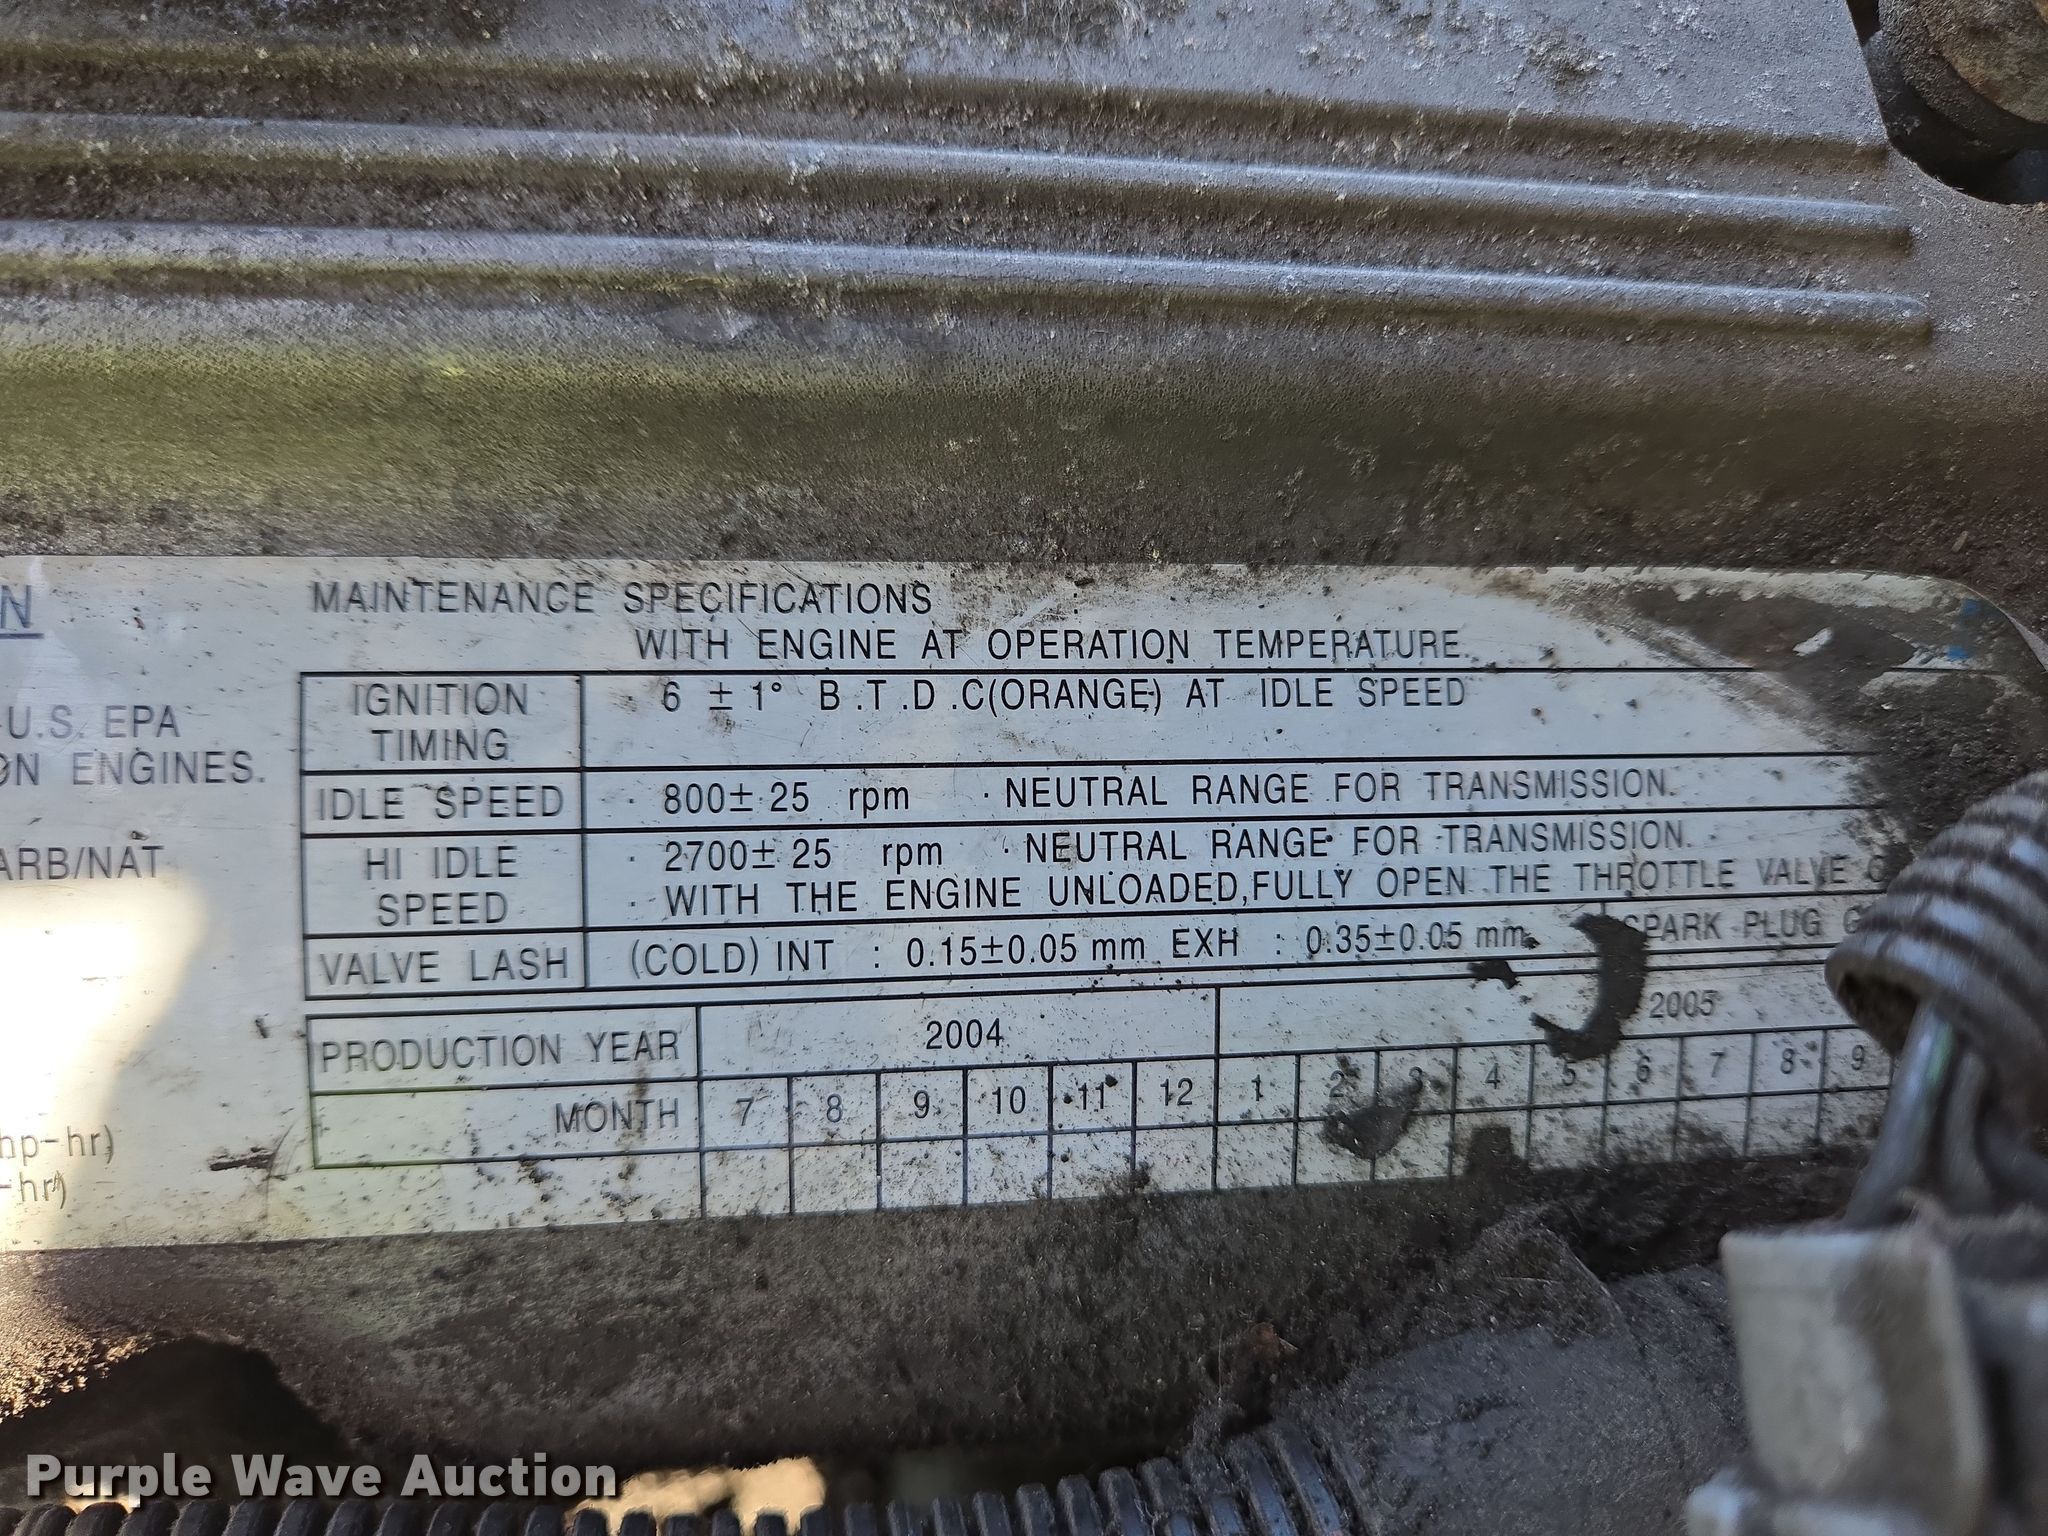 N
MAINTENANCE SPECIFICATIONS
WITH ENGINE AT OPERATION TEMPERATURE.
-U.S. EPA
ON ENGINES.
ARB/NAT
hp-hr)
-hr)
IGNITION TIMING
· 6 ±1° B.T.D.C(ORANGE) AT IDLE SPEED
IDLE SPEED
· 800±25 rpm · NEUTRAL RANGE FOR TRANSMISSION.
HI IDLE SPEED
· 2700±25 rpm · NEUTRAL RANGE FOR TRANSMISSION.
· WITH THE ENGINE UNLOADED,FULLY OPEN THE THROTTLE VALVE
VALVE LASH
(COLD) INT : 0.15±0.05 mm EXH : 0.35±0.05 mm
SPARK PLUG
PRODUCTION YEAR 2004 2005
MONTH 7 8 9 10 11 12 1 2 3 4 5 6 7 8 9
Purple Wave Auction